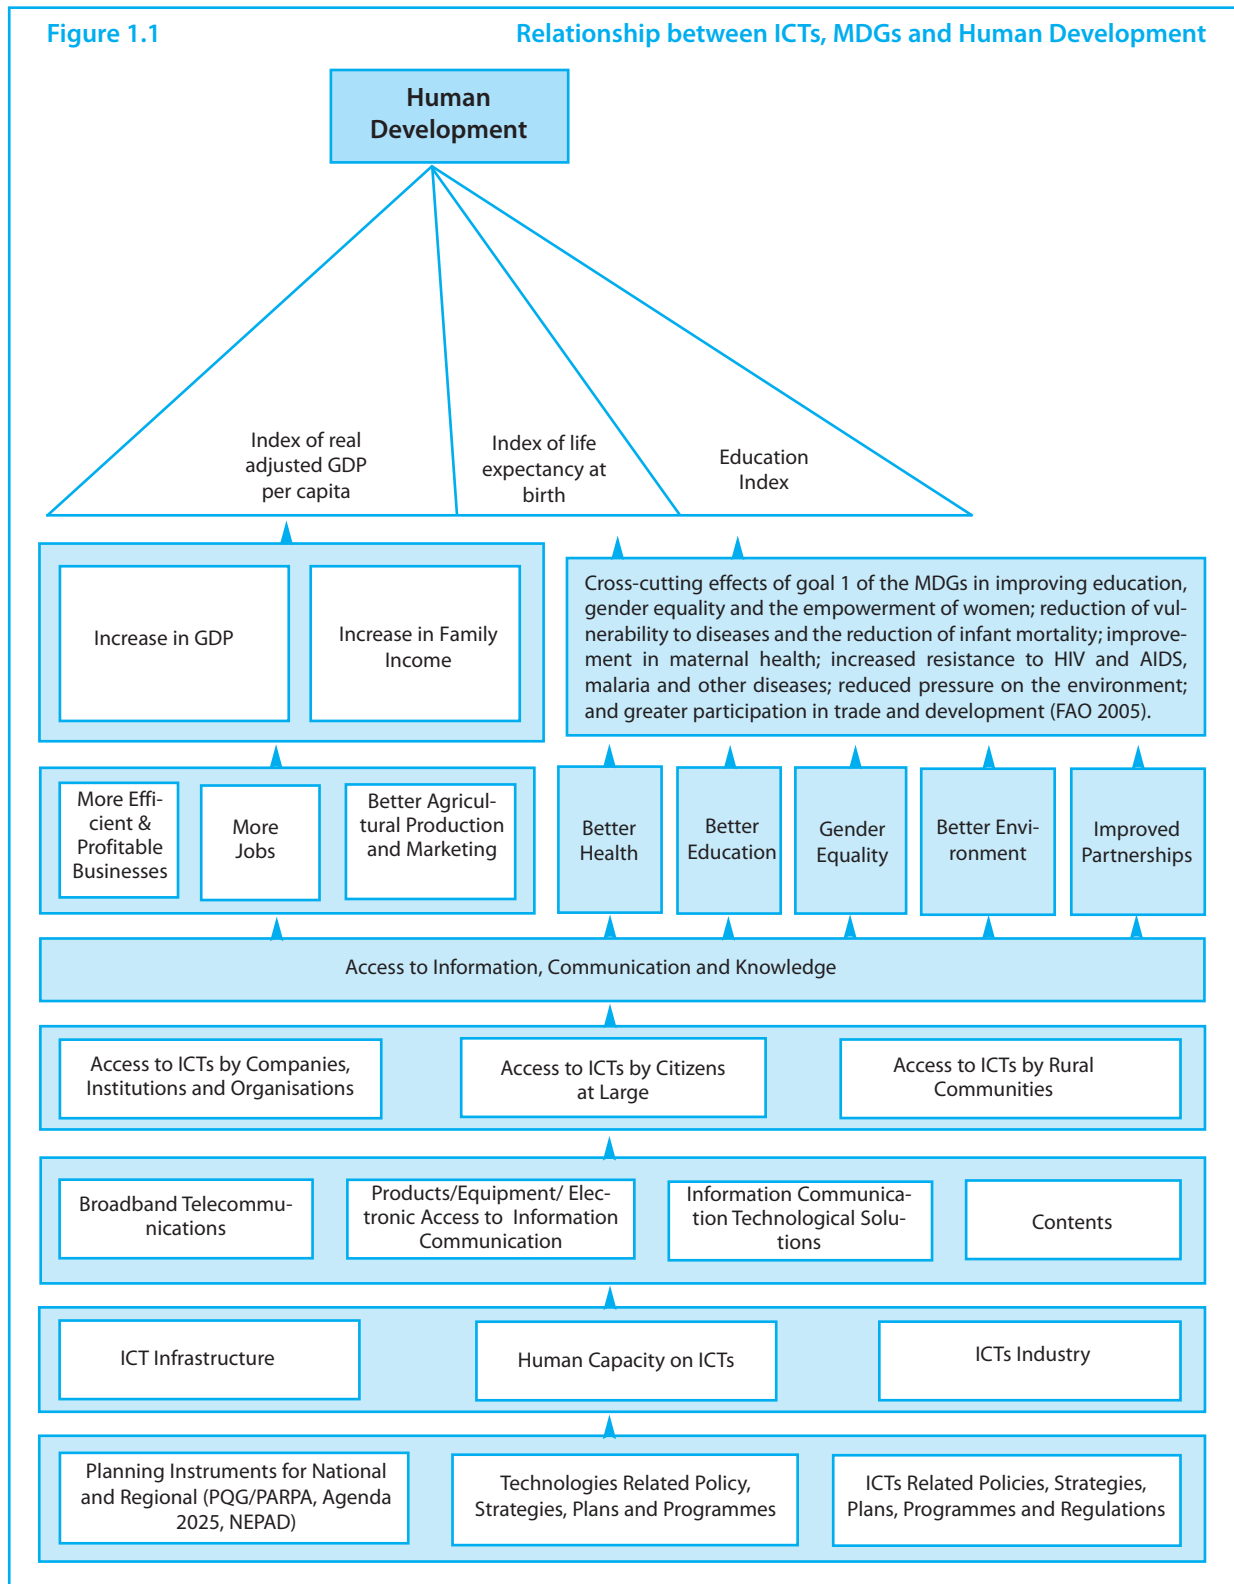 Figure 1.1
Relationship between ICTs, MDGs and Human Development
Human
Development
Index of real
adjusted GDP
per capita
Index of life
expectancy at
birth
Education
Index
Increase in GDP
Increase in Family
Income
Cross-cutting effects of goal 1 of the MDGs in improving education,
gender equality and the empowerment of women; reduction of vul-
nerability to diseases and the reduction of infant mortality; improve-
ment in maternal health; increased resistance to HIV and AIDS,
malaria and other diseases; reduced pressure on the environment;
and greater participation in trade and development (FAO 2005).
More Effi-
cient &
Profitable
Businesses
More
Jobs
Better Agricul-
tural Production
and Marketing
Better
Health
Better
Education
Gender
Equality
Better Envi-
ronment
Improved
Partnerships
Access to Information, Communication and Knowledge
Access to ICTs by Companies,
Institutions and Organisations
Access to ICTs by Citizens
at Large
Access to ICTs by Rural
Communities
Broadband Telecommu-
nications
Products/Equipment/ Elec-
tronic Access to Information
Communication
Information Communica-
tion Technological Solu-
tions
Contents
ICT Infrastructure
Human Capacity on ICTs
ICTs Industry
Planning Instruments for National
and Regional (PQG/PARPA, Agenda
2025, NEPAD)
Technologies Related Policy,
Strategies, Plans and Programmes
ICTs Related Policies, Strategies,
Plans, Programmes and Regulations